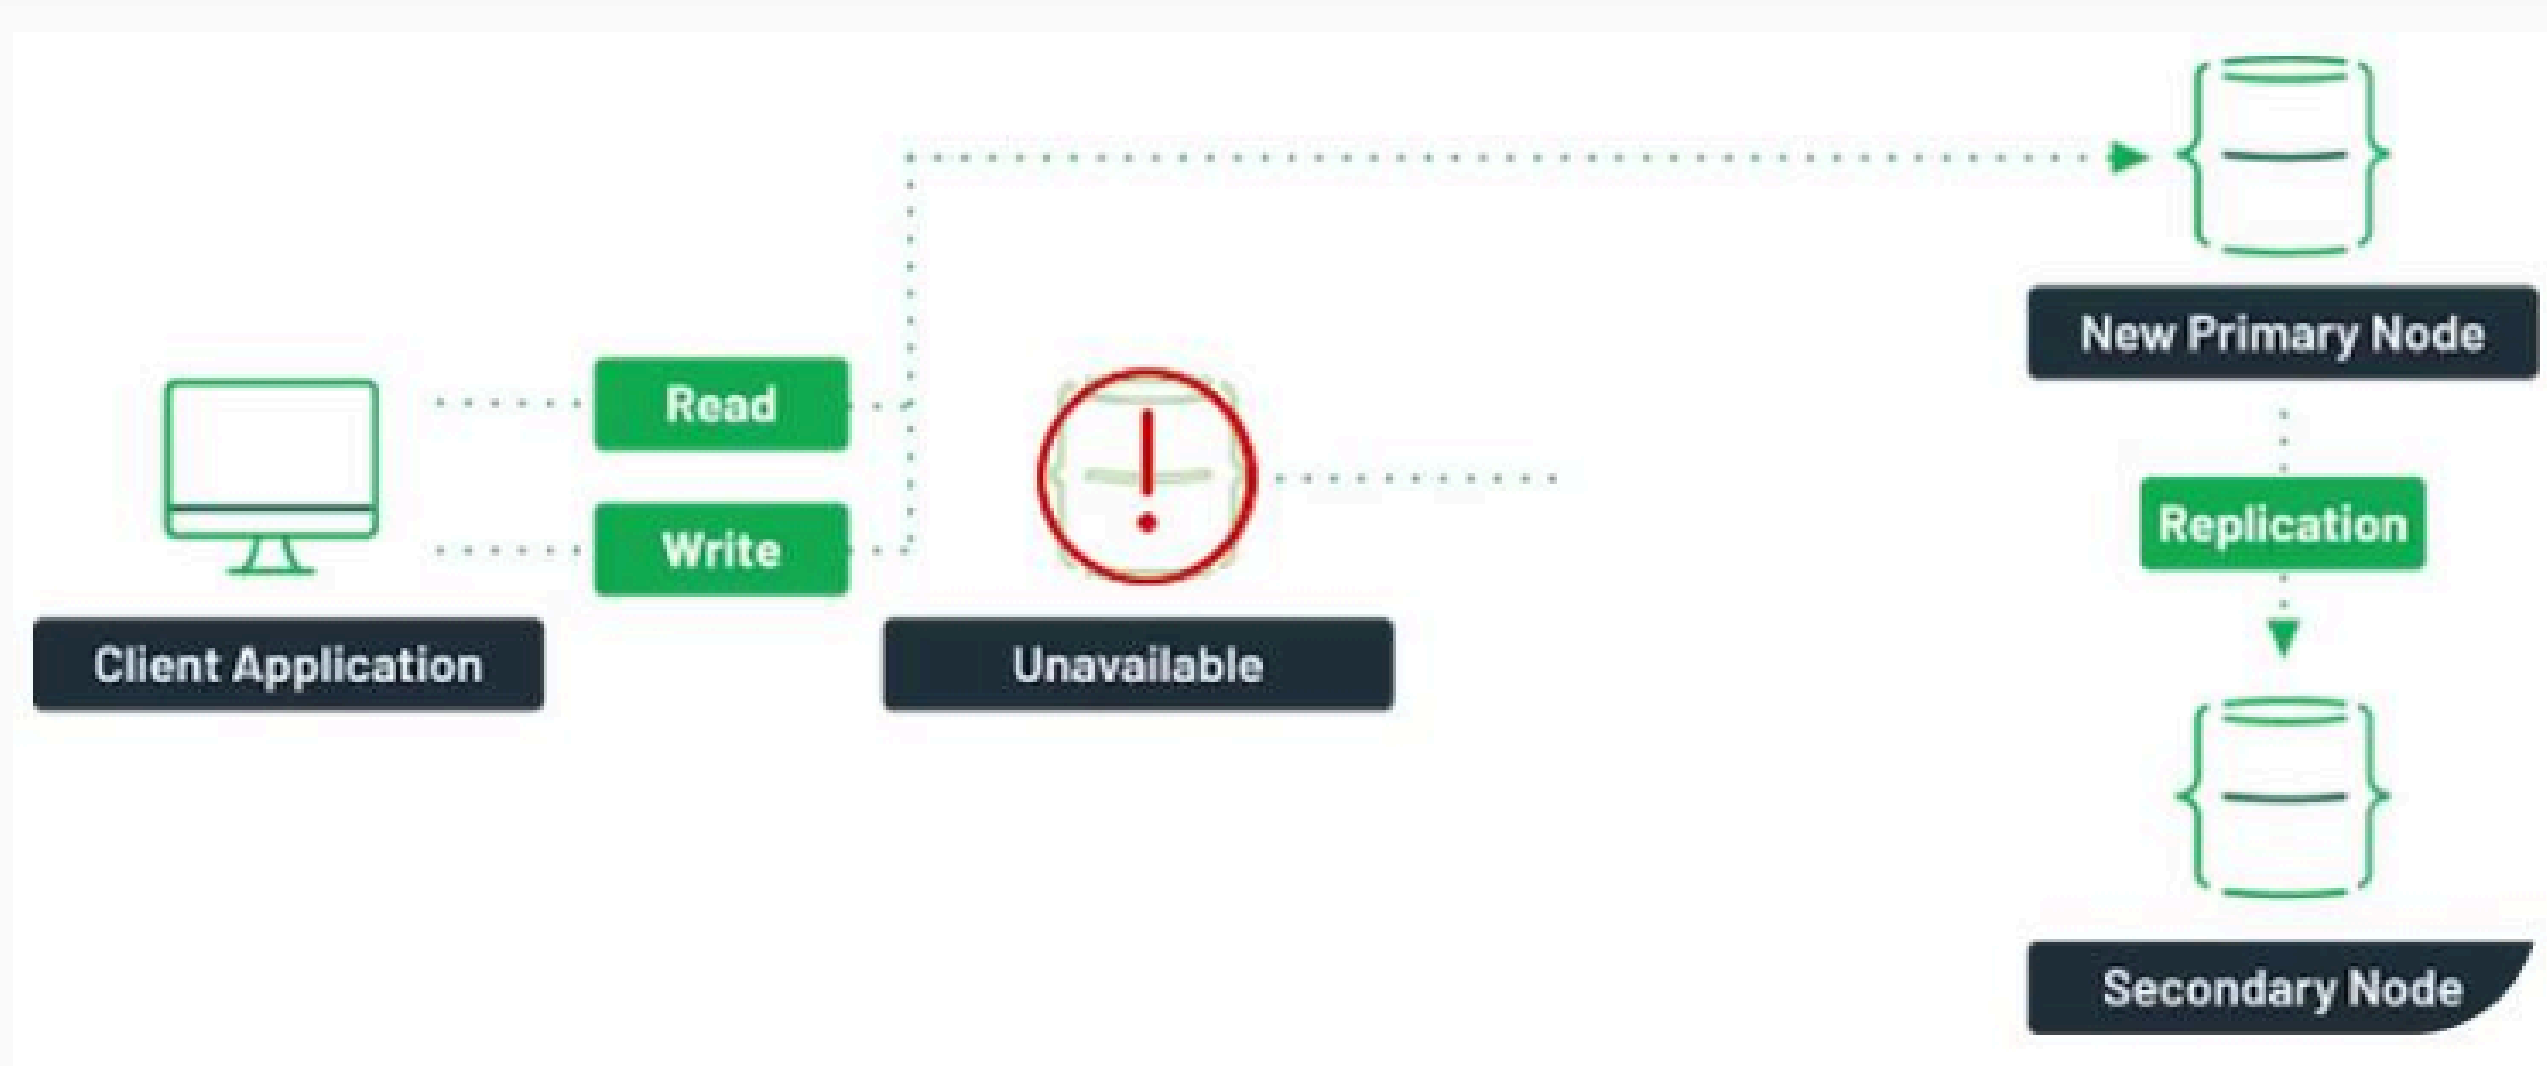 New Primary Node
Read
Write
Replication
Client Application
Unavailable
Secondary Node